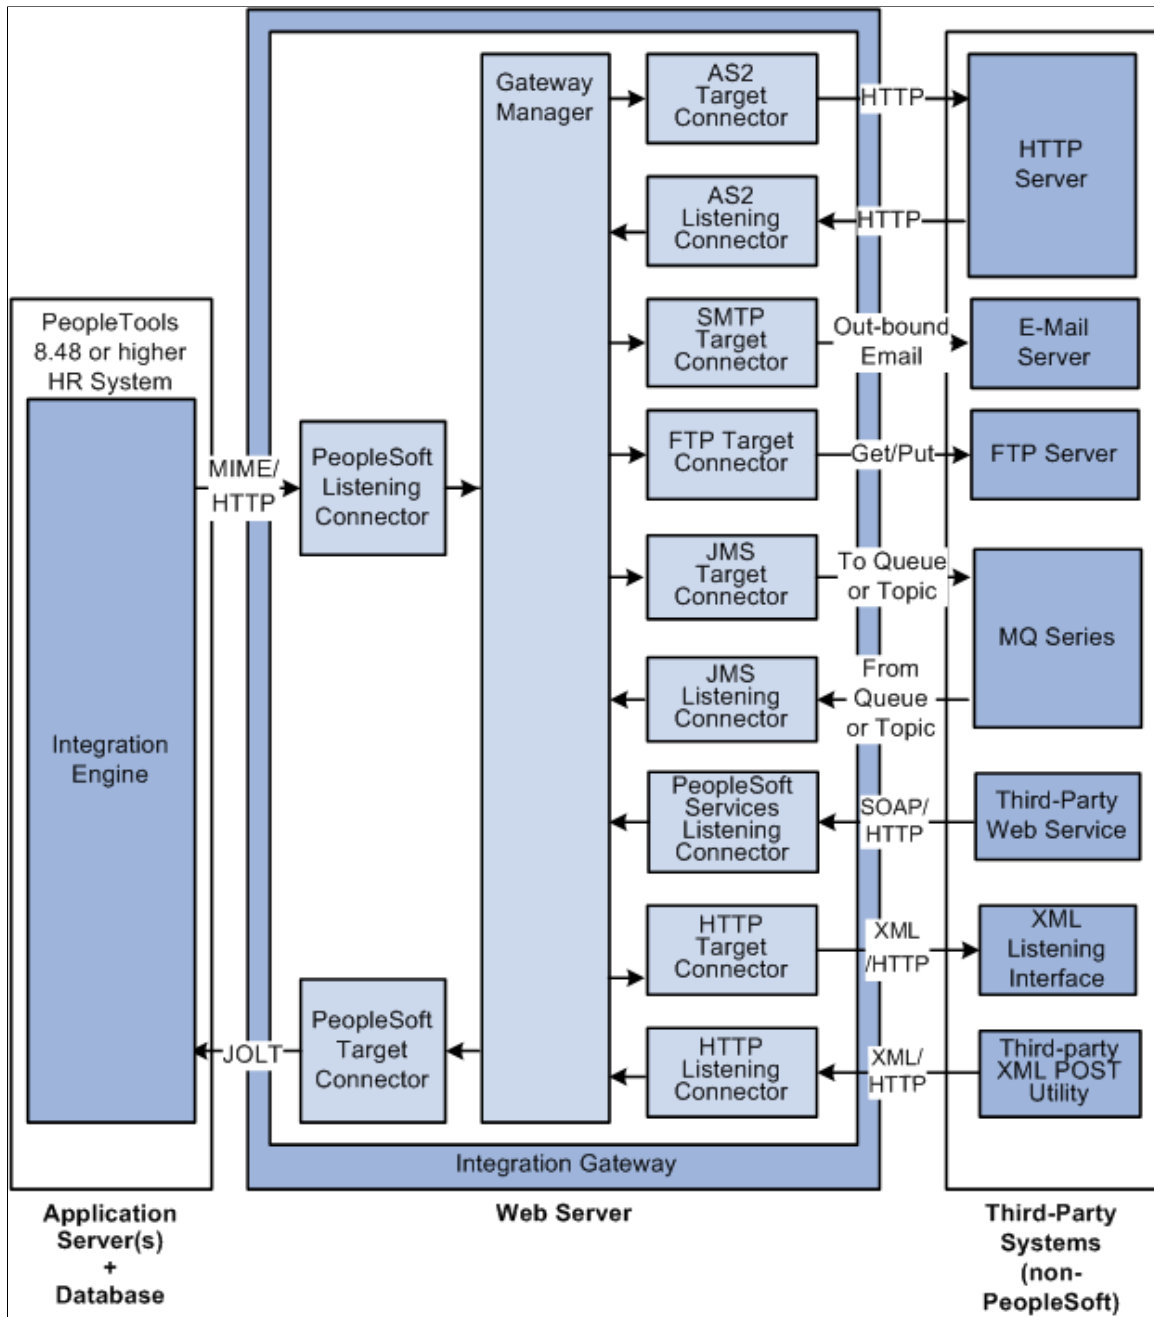 PeopleTools
8.48 or higher
HR System
Integration
Engine
Application
Server(s)
+
Database
MIME/
HTTP
JOLT
PeopleSoft
Listening
Connector
PeopleSoft
Target
Connector
Gateway
Manager
AS2
Target
Connector
AS2
Listening
Connector
SMTP
Target
Connector
FTP Target
Connector
JMS
Target
Connector
JMS
Listening
Connector
PeopleSoft
Services
Listening
Connector
HTTP
Target
Connector
HTTP
Listening
Connector
Integration Gateway
Web Server
HTTP
HTTP
Out-bound
Email
Get/Put
To Queue
or Topic
From
Queue
or Topic
SOAP/
HTTP
XML
/HTTP
XML/
HTTP
HTTP
Server
E-Mail
Server
FTP Server
MQ Series
Third-Party
Web Service
XML
Listening
Interface
Third-party
XML POST
Utility
Third-Party
Systems
(non-
PeopleSoft)